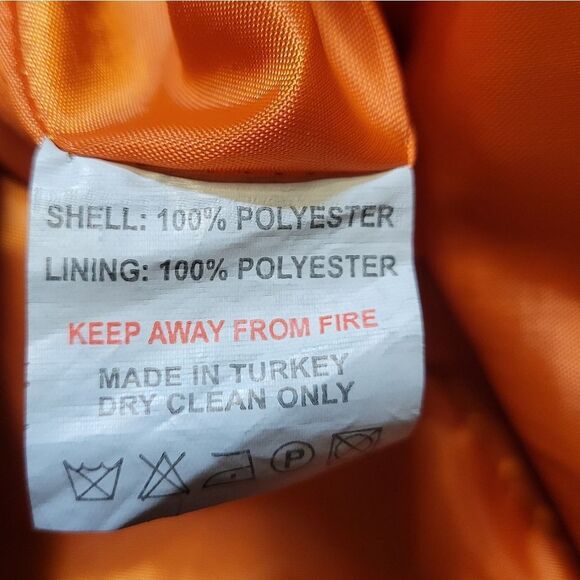 SHELL: 100% POLYESTER
LINING: 100% POLYESTER
KEEP AWAY FROM FIRE
MADE IN TURKEY
DRY CLEAN ONLY
P